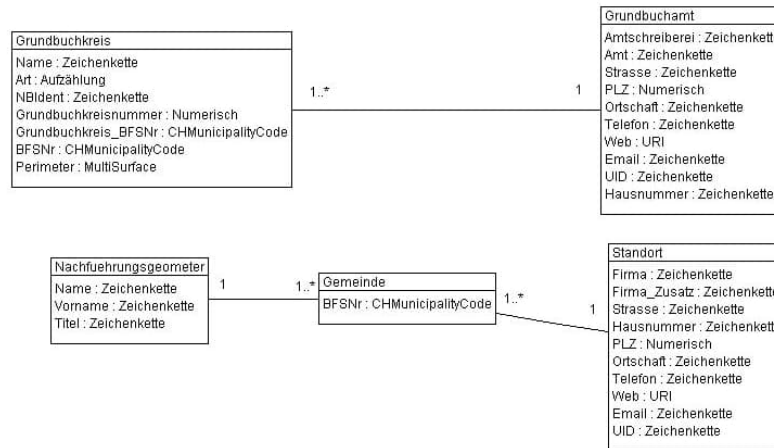 Grundbuchkreis
Name : Zeichenkette
Art : Aufzählung
NBIdent : Zeichenkette
Grundbuchkreisnummer : Numerisch
Grundbuchkreis_BFSNr : CHMunicipalityCode
BFSNr : CHMunicipalityCode
Perimeter : MultiSurface
1..*
1
Grundbuchamt
Amtschreiberei : Zeichenkett
Amt : Zeichenkette
Strasse : Zeichenkette
PLZ : Numerisch
Ortschaft : Zeichenkette
Telefon : Zeichenkette
Web : URI
Email : Zeichenkette
UID : Zeichenkette
Hausnummer : Zeichenkette
Nachfuehrungsgeometer
Name : Zeichenkette
Vorname : Zeichenkette
Titel : Zeichenkette
1
1..*
Gemeinde
BFSNr : CHMunicipalityCode
1..*
1
Standort
Firma : Zeichenkette
Firma_Zusatz : Zeichenkette
Strasse : Zeichenkette
Hausnummer : Zeichenkett
PLZ : Numerisch
Ortschaft : Zeichenkette
Telefon : Zeichenkette
Web : URI
Email : Zeichenkette
UID : Zeichenkette